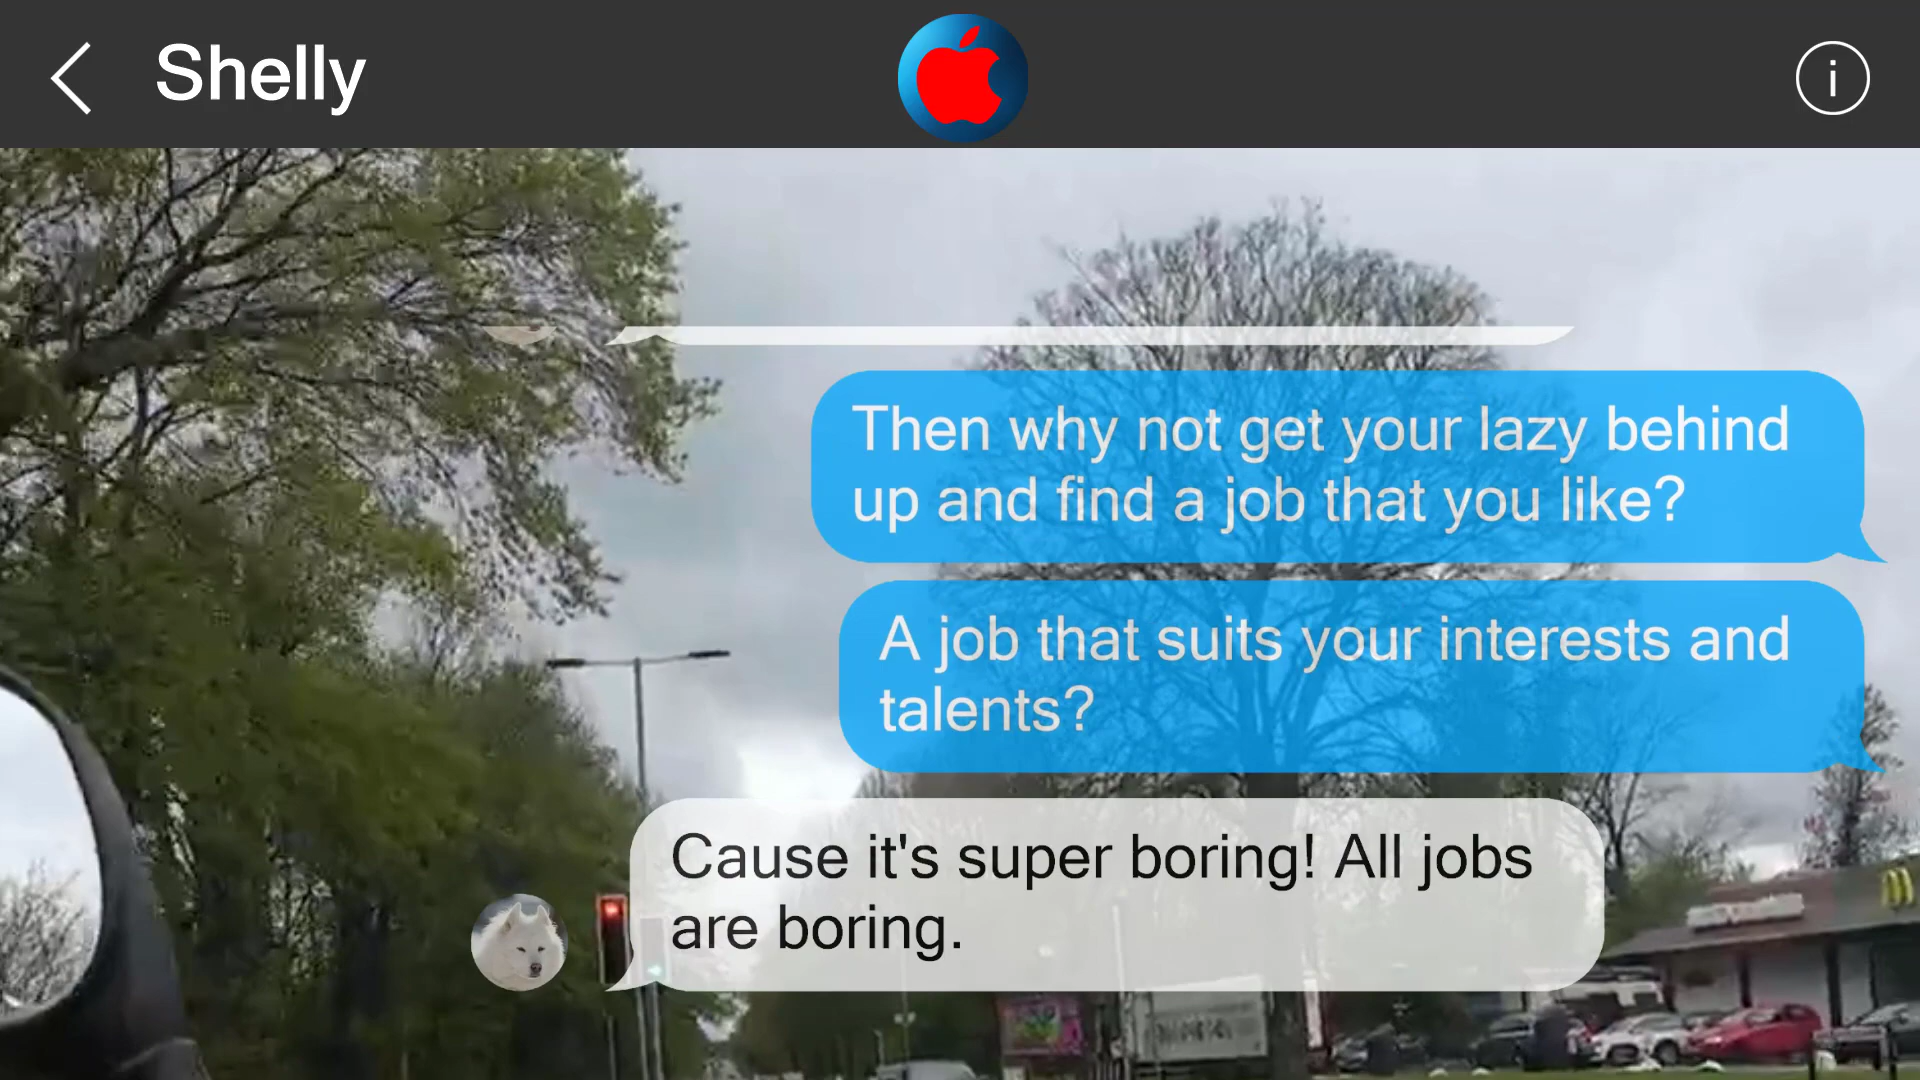 Shelly
Then why not get your lazy behind
up and find a job that you like?
A job that suits your interests and
talents?
Cause it's super boring! All jobs
are boring.